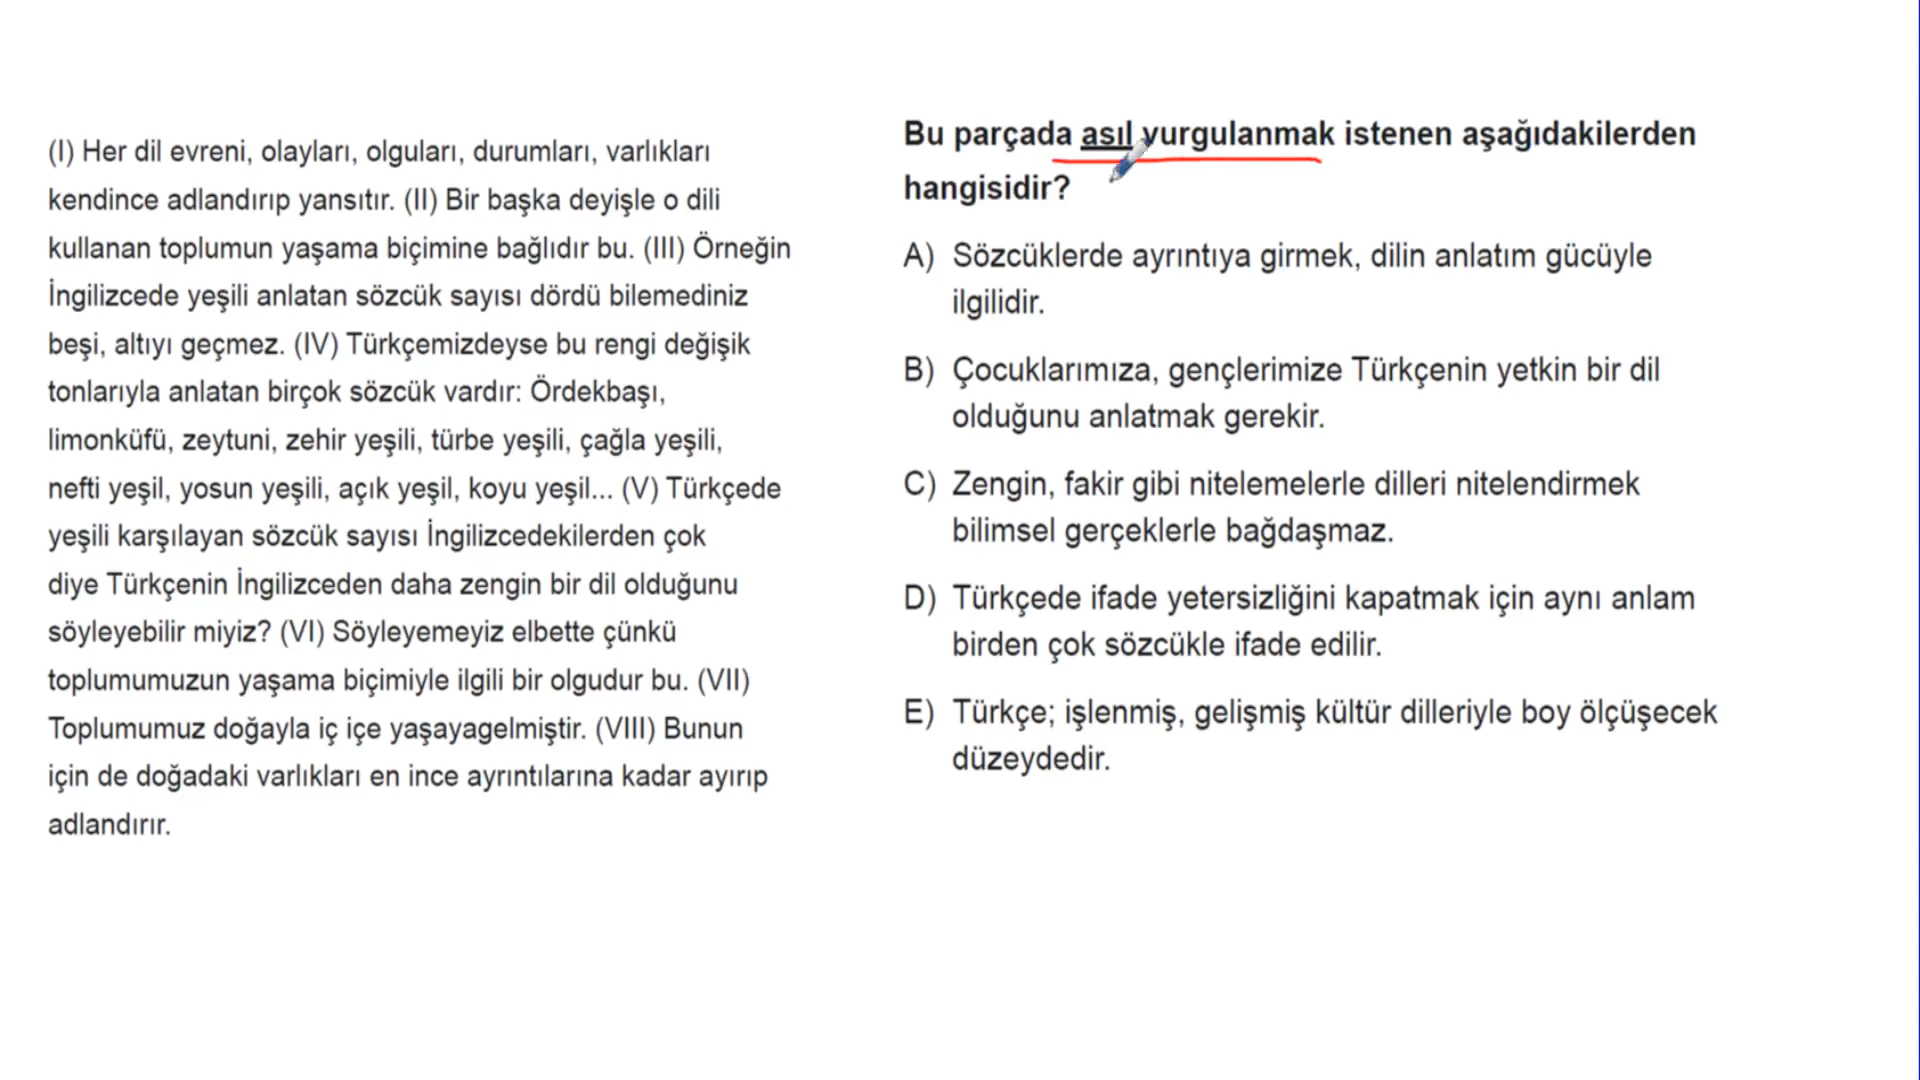 (I) Her dil evreni, olayları, olguları, durumları, varlıkları
kendince adlandırıp yansıtır. (II) Bir başka deyişle o dili
kullanan toplumun yaşama biçimine bağlıdır bu. (III) Örneğin
İngilizcede yeşili anlatan sözcük sayısı dördü bilemediniz
beşi, altıyı geçmez. (IV) Türkçemizdeyse bu rengi değişik
tonlarıyla anlatan birçok sözcük vardır: Ördekbaşı,
limonküfü, zeytuni, zehir yeşili, türbe yeşili, çağla yeşili,
nefti yeşil, yosun yeşili, açık yeşil, koyu yeşil... (V) Türkçede
yeşili karşılayan sözcük sayısı İngilizcedekilerden çok
diye Türkçenin İngilizceden daha zengin bir dil olduğunu
söyleyebilir miyiz? (VI) Söyleyemeyiz elbette çünkü
toplumumuzun yaşama biçimiyle ilgili bir olgudur bu. (VII)
Toplumumuz doğayla iç içe yaşayagelmiştir. (VIII) Bunun
için de doğadaki varlıkları en ince ayrıntılarına kadar ayırıp
adlandırır.
Bu parçada asıl vurgulanmak istenen aşağıdakilerden
hangisidir?
A) Sözcüklerde ayrıntıya girmek, dilin anlatım gücüyle
ilgilidir.
B) Çocuklarımıza, gençlerimize Türkçenin yetkin bir dil
olduğunu anlatmak gerekir.
C) Zengin, fakir gibi nitelemelerle dilleri nitelendirmek
bilimsel gerçeklerle bağdaşmaz.
D) Türkçede ifade yetersizliğini kapatmak için aynı anlam
birden çok sözcükle ifade edilir.
E) Türkçe; işlenmiş, gelişmiş kültür dilleriyle boy ölçüşecek
düzeydedir.